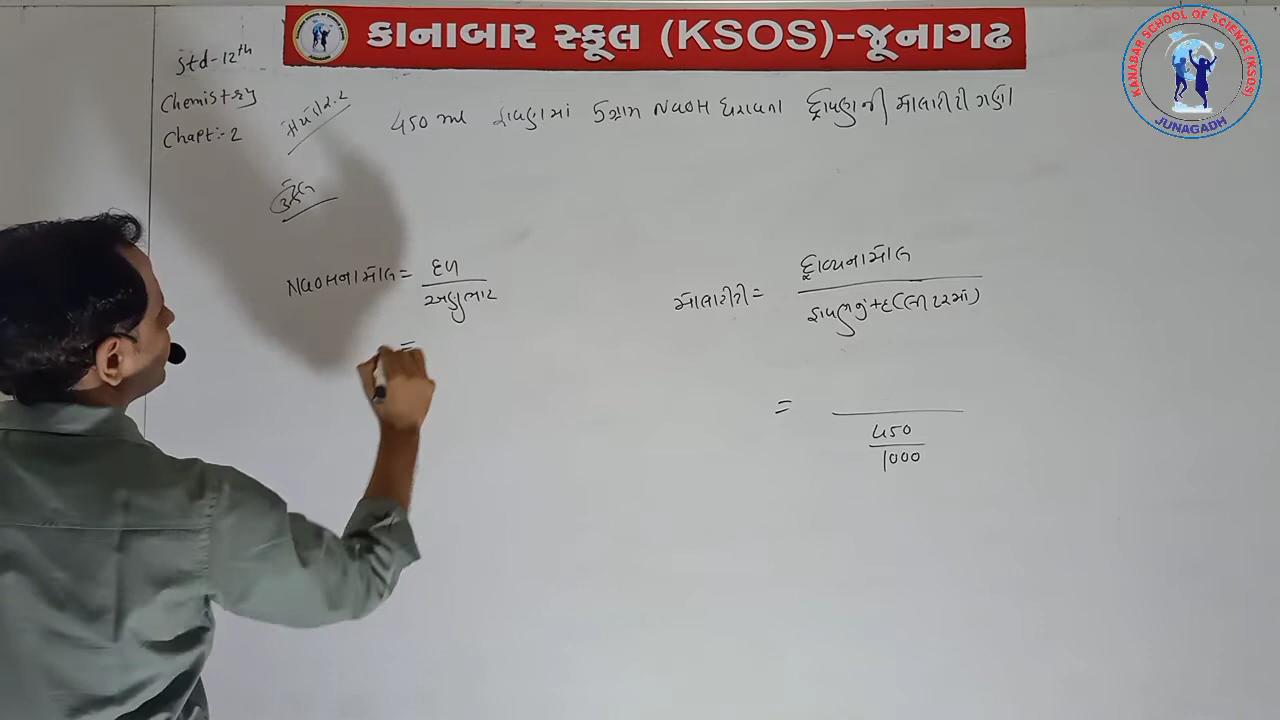 કાનાબાર સ્કૂલ (KSOS)-જૂનાગઢ
KANABAR SCHOOL OF SCIENCE (KSOS)
JUNAGADH
Std-12th
Chemistry
Chapt:-2
450 mL દ્રાવણમાં 5ગ્રામ NaOH ધરાવતા દ્રાવણની મોલારીટી ગણો
ઉકેલ
NaOHના મોલ = દળ
અણુભાર
=
મોલારીટી = દ્રાવ્યના મોલ
દ્રાવણનું કદ (લીટરમાં)
=
450
1000